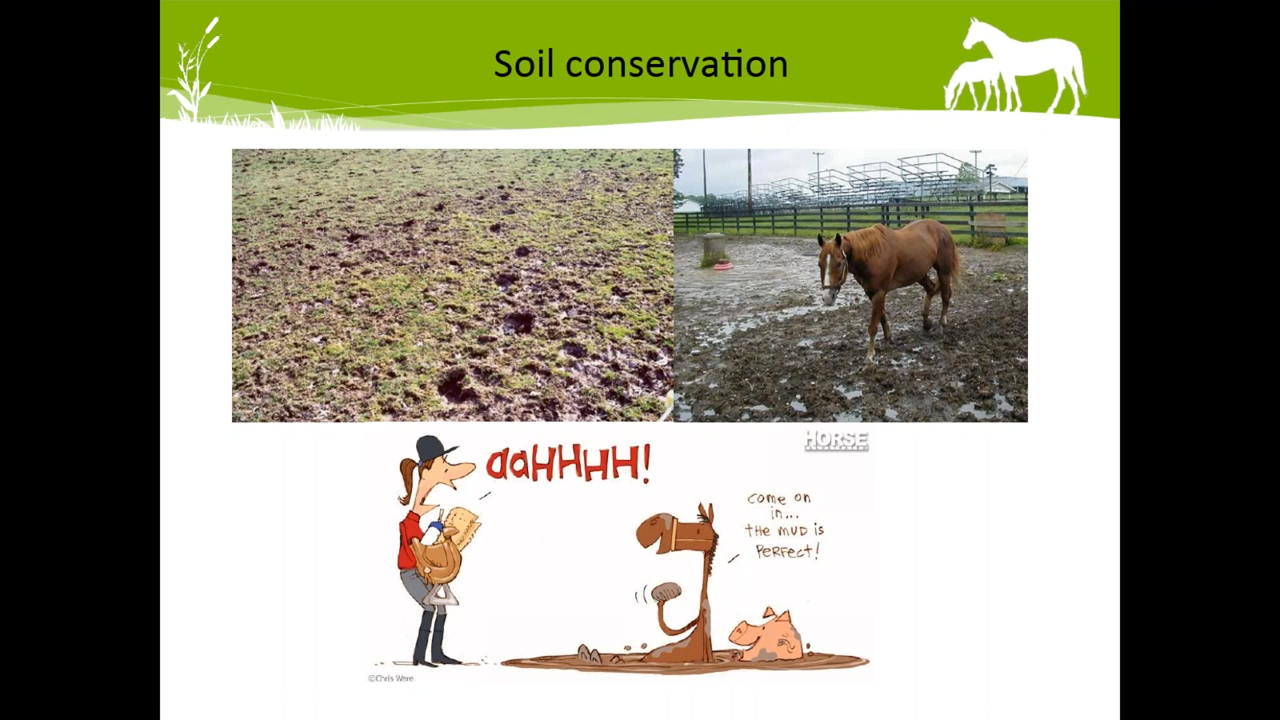 Soil conservation
HORSE
aaHHHH!
come on
in...
THE MUD IS
PERFECT!
©Chris Ware